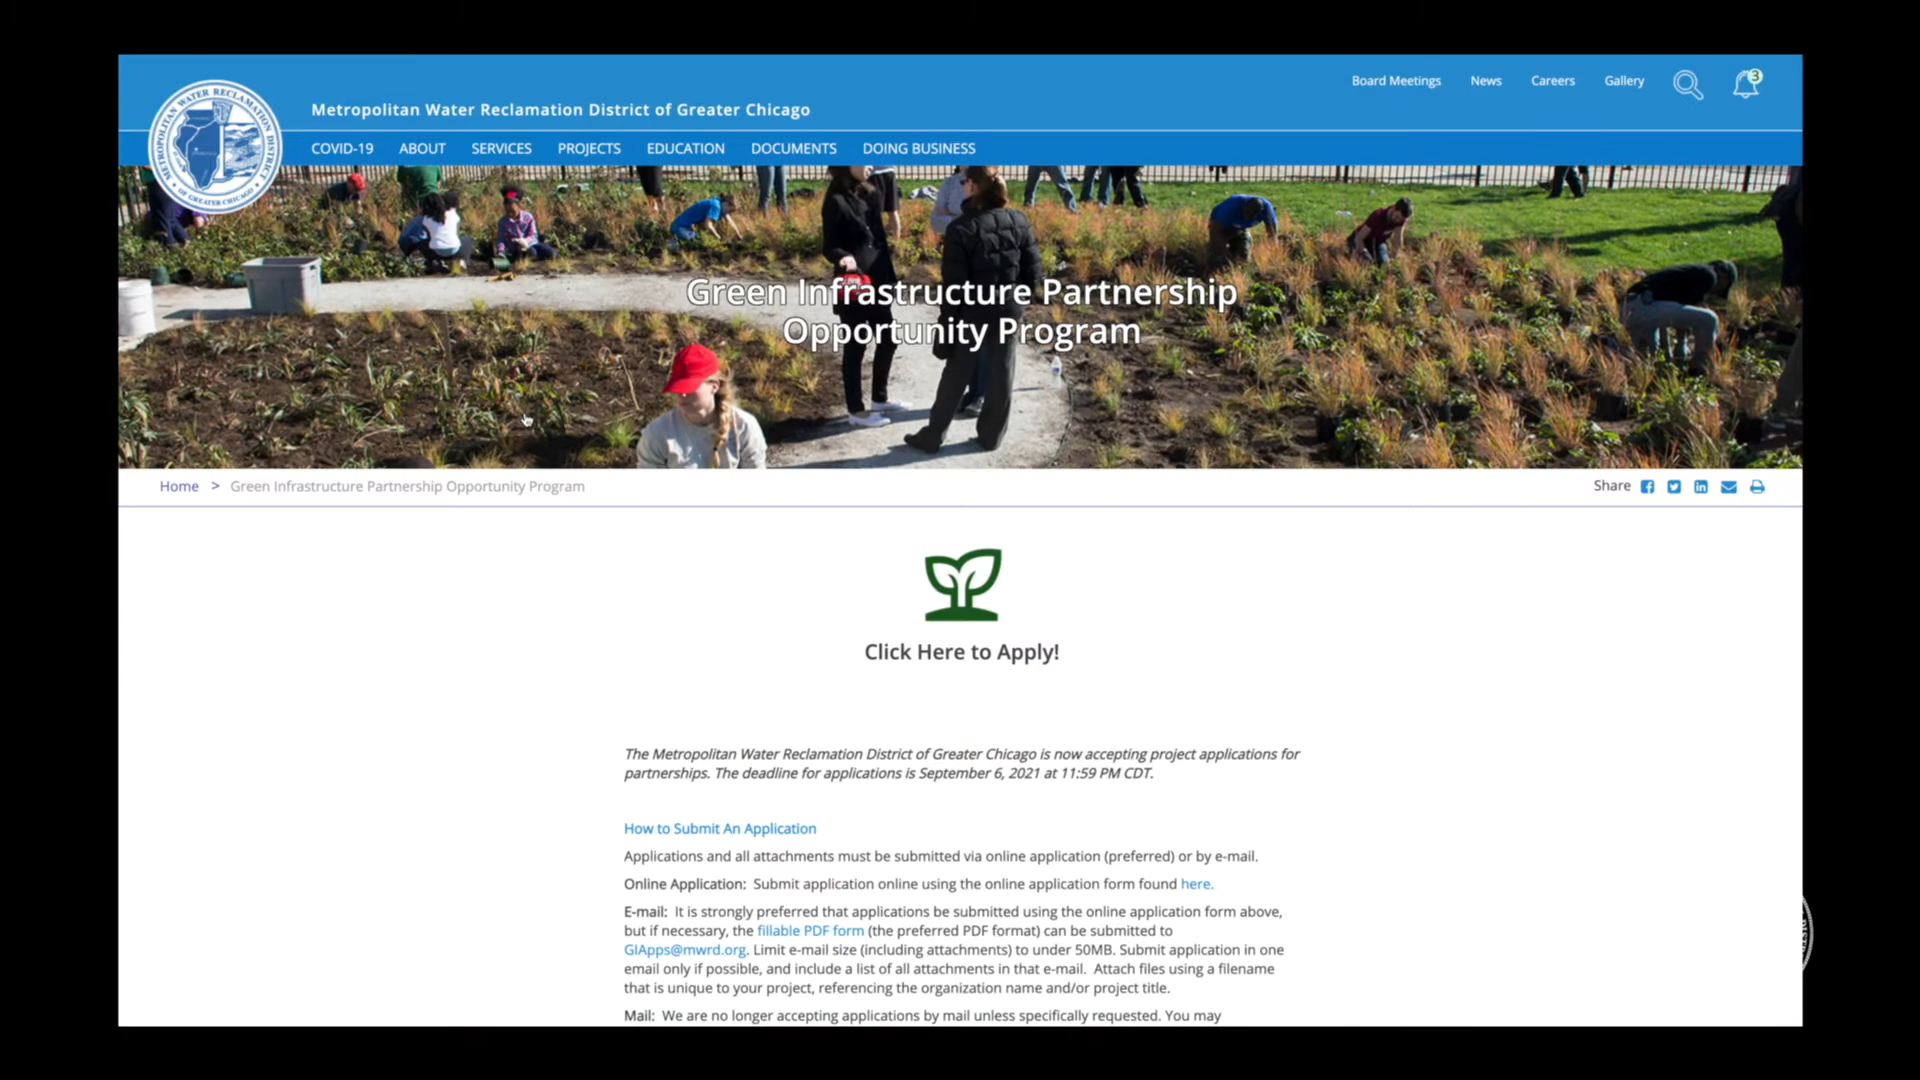 Board Meetings
News
Careers
Gallery
3
METROPOLITAN WATER RECLAMATION DISTRICT
OF GREATER CHICAGO
Metropolitan Water Reclamation District of Greater Chicago
COVID-19
ABOUT
SERVICES
PROJECTS
EDUCATION
DOCUMENTS
DOING BUSINESS
Green Infrastructure Partnership
Opportunity Program
Home > Green Infrastructure Partnership Opportunity Program
Share
Click Here to Apply!
The Metropolitan Water Reclamation District of Greater Chicago is now accepting project applications for
partnerships. The deadline for applications is September 6, 2021 at 11:59 PM CDT.
How to Submit An Application
Applications and all attachments must be submitted via online application (preferred) or by e-mail.
Online Application: Submit application online using the online application form found here.
E-mail: It is strongly preferred that applications be submitted using the online application form above,
but if necessary, the fillable PDF form (the preferred PDF format) can be submitted to
GIApps@mwrd.org. Limit e-mail size (including attachments) to under 50MB. Submit application in one
email only if possible, and include a list of all attachments in that e-mail. Attach files using a filename
that is unique to your project, referencing the organization name and/or project title.
Mail: We are no longer accepting applications by mail unless specifically requested. You may